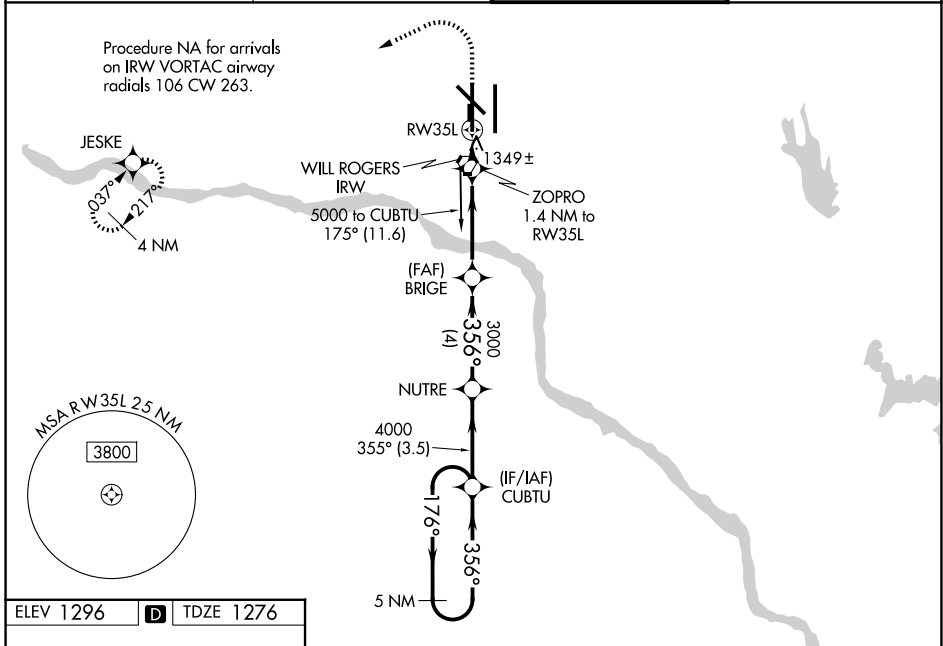 Procedure NA for arrivals
on IRW VORTAC airway
radials 106 CW 263.
JESKE
037°
217°
4 NM
RW35L
1349±
WILL ROGERS
IRW
ZOPRO
1.4 NM to
RW35L
5000 to CUBTU
175° (11.6)
(FAF)
BRIGE
3000
356°
(4)
NUTRE
4000
355° (3.5)
(IF/IAF)
CUBTU
176°
356°
5 NM
MSA RW35L 25 NM
3800
ELEV 1296 D TDZE 1276